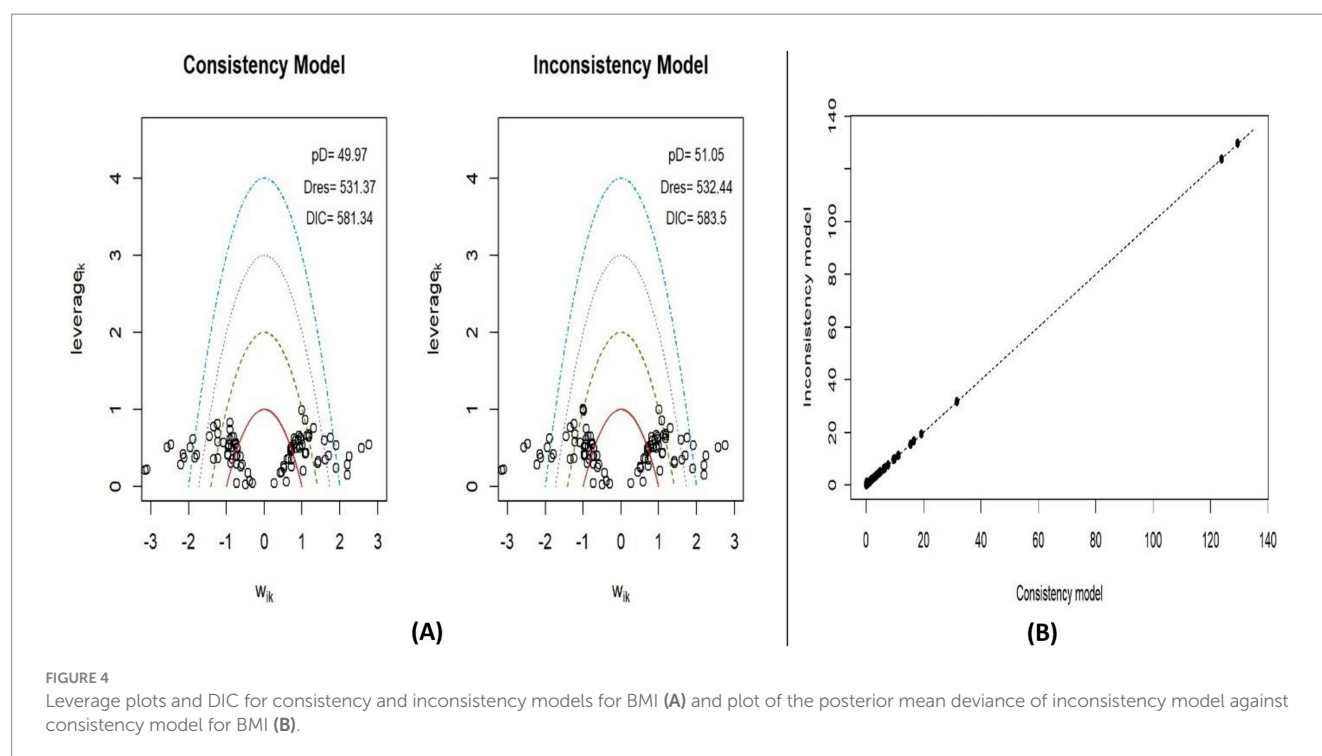 Consistency Model
Inconsistency Model
pD= 49.97
Dres= 531.37
DIC= 581.34
leverage_ik
4
3
2
1
0
-3 -2 -1 0 1 2 3
w_ik
pD= 51.05
Dres= 532.44
DIC= 583.5
leverage_ik
4
3
2
1
0
-3 -2 -1 0 1 2 3
w_ik
(A)
Inconsistency model
140
100
80
60
40
20
0
0 20 40 60 80 100 120 140
Consistency model
(B)
FIGURE 4
Leverage plots and DIC for consistency and inconsistency models for BMI (A) and plot of the posterior mean deviance of inconsistency model against
consistency model for BMI (B).